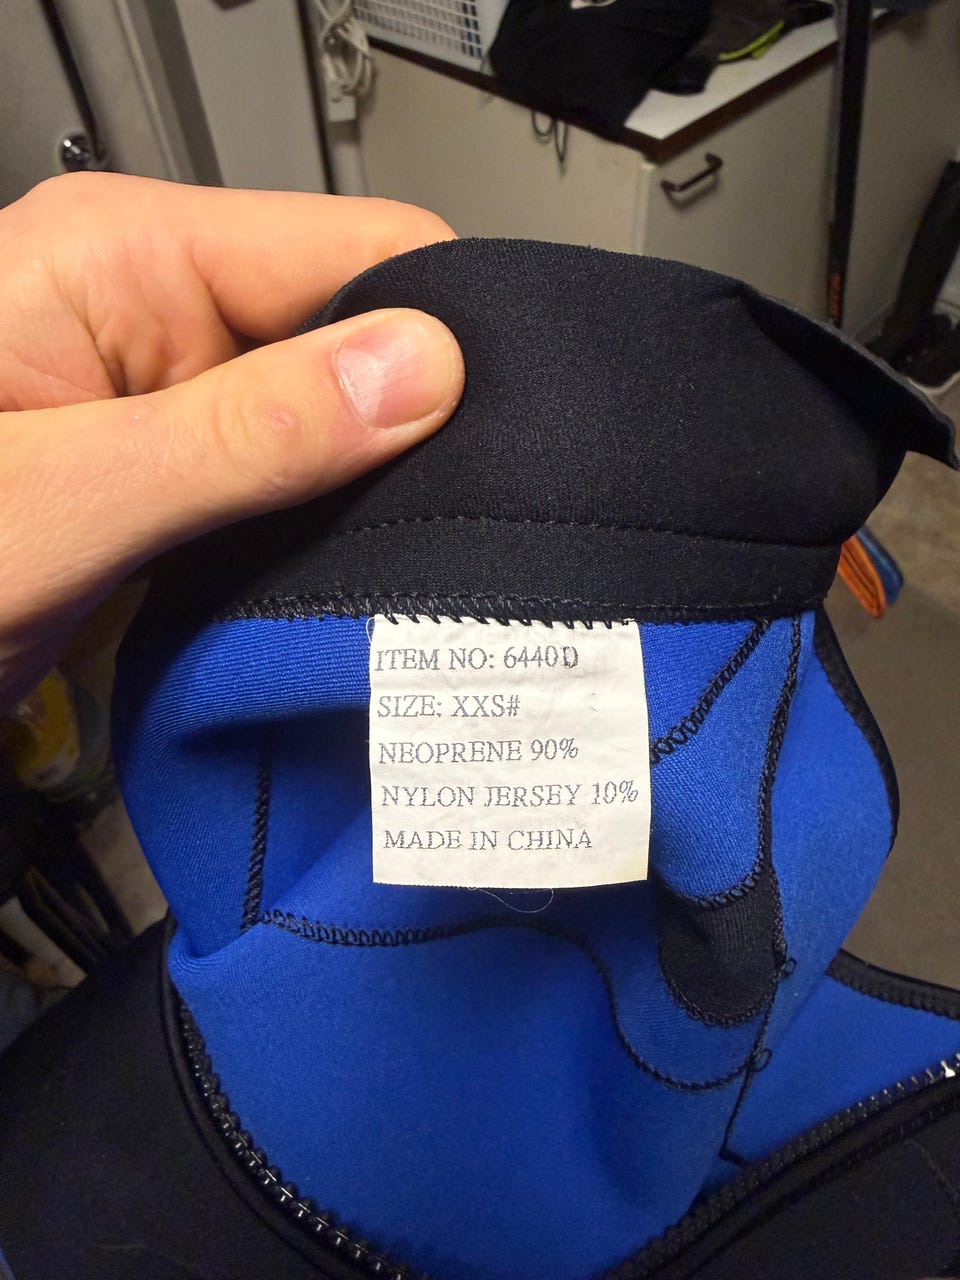 ITEM NO: 6440D
SIZE: XXS#
NEOPRENE 90%
NYLON JERSEY 10%
MADE IN CHINA